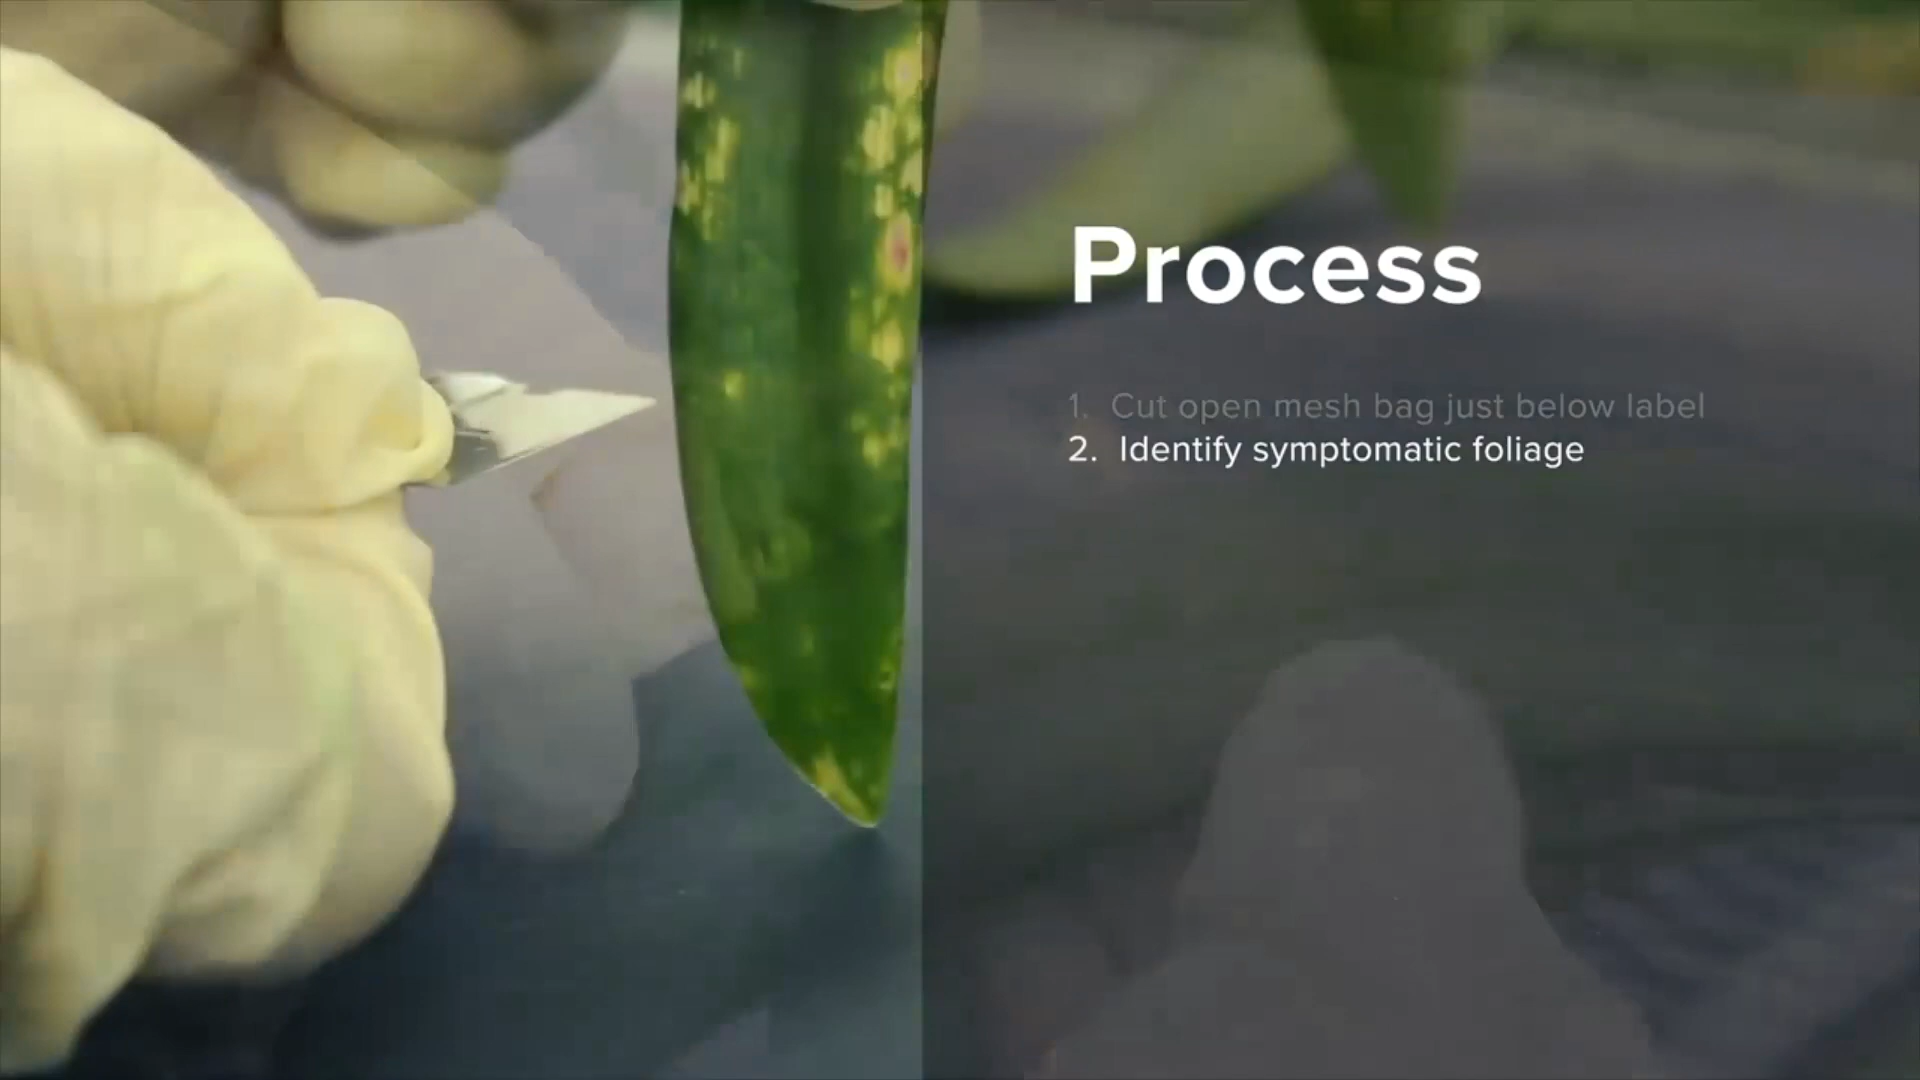 Process
1. Cut open mesh bag just below label
2. Identify symptomatic foliage